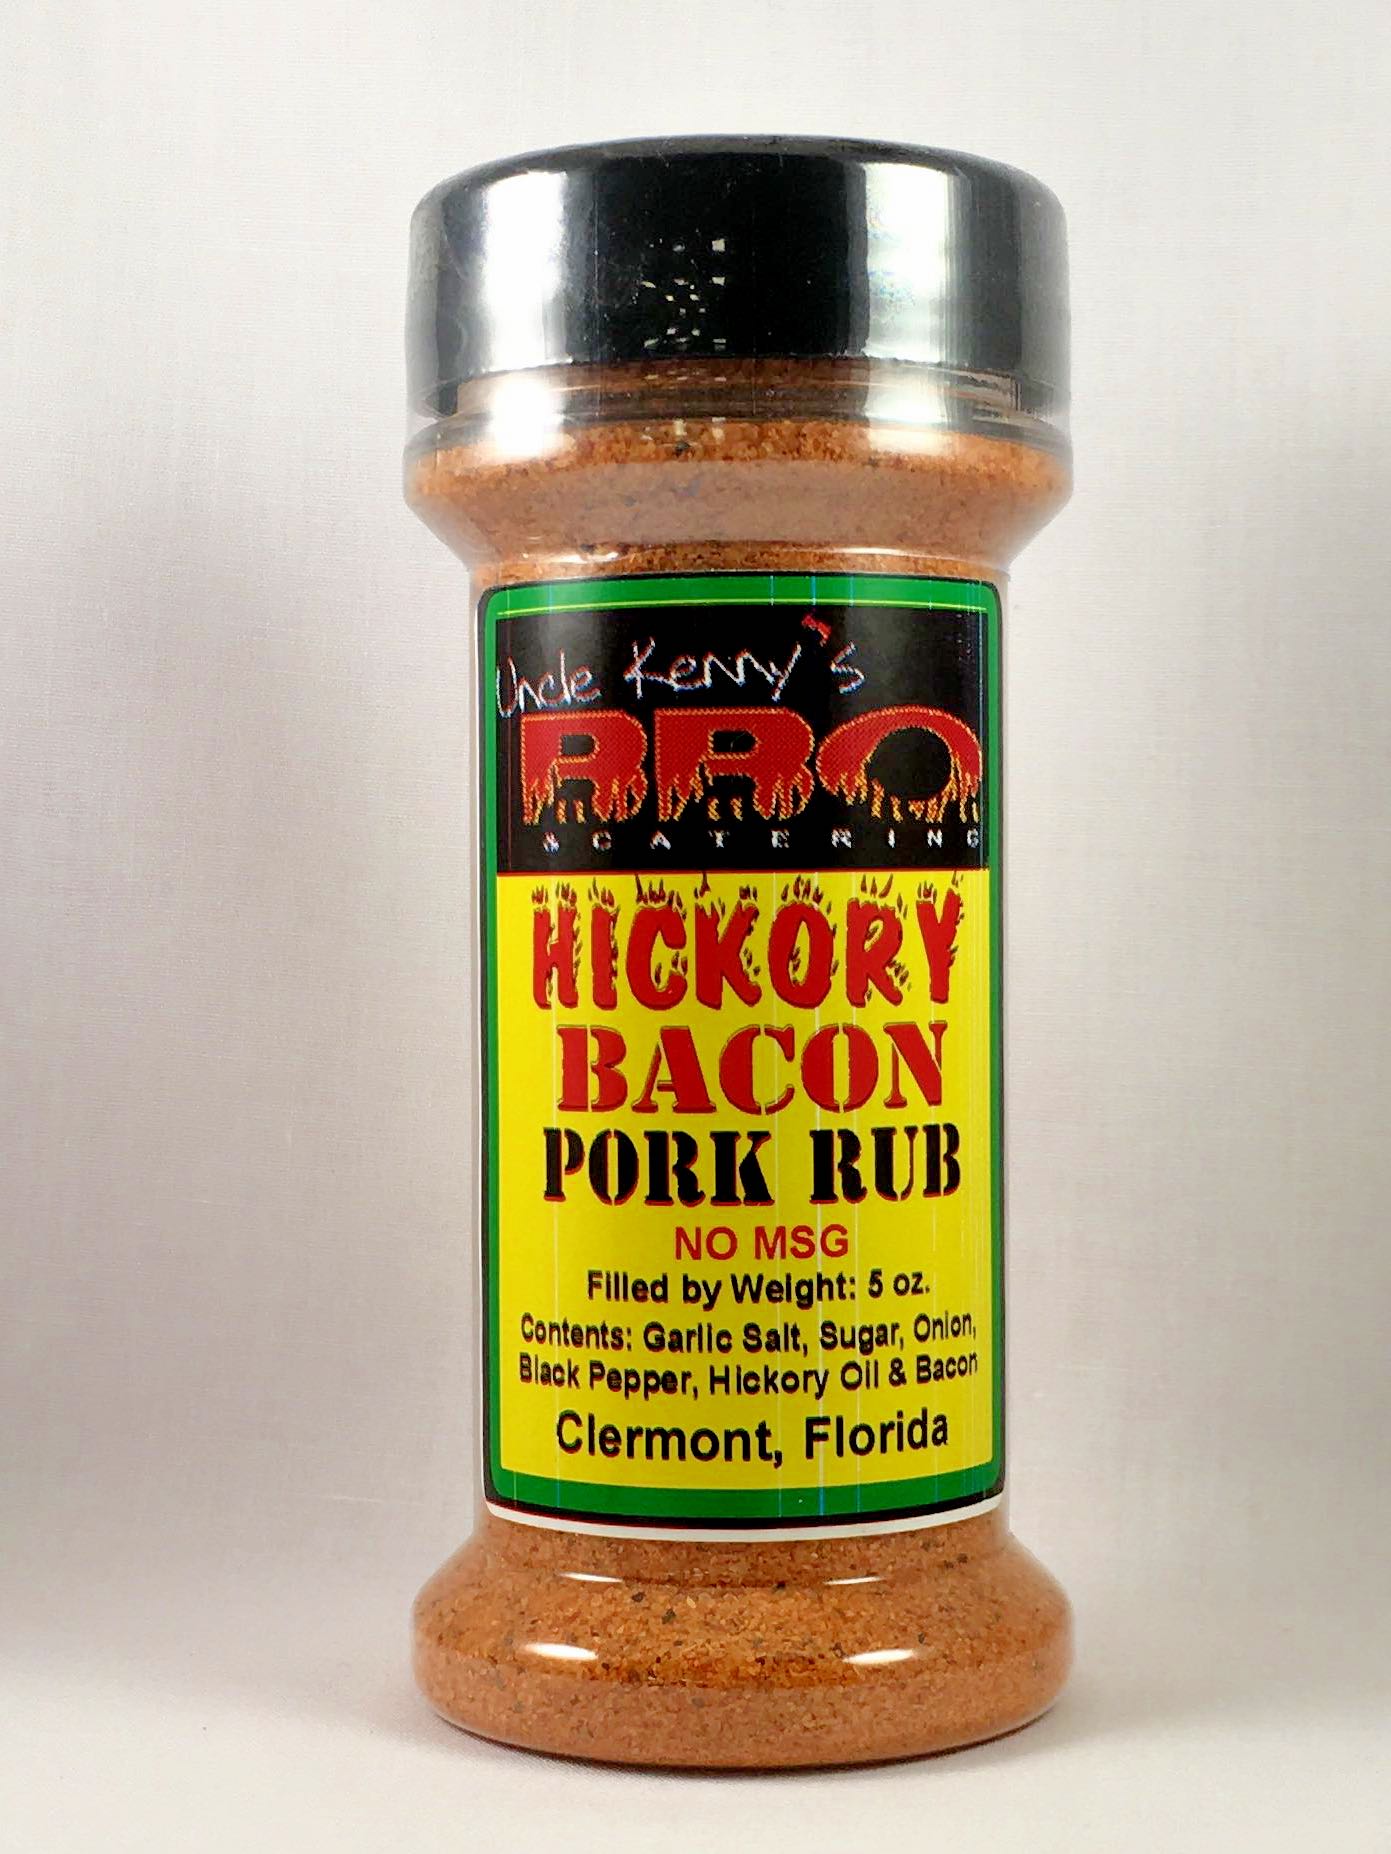 Uncle Kenny's
BBQ
& CATERING
HICKORY
BACON
PORK RUB
NO MSG
Filled by Weight: 5 oz.
Contents: Garlic Salt, Sugar, Onion,
Black Pepper, Hickory Oil & Bacon
Clermont, Florida